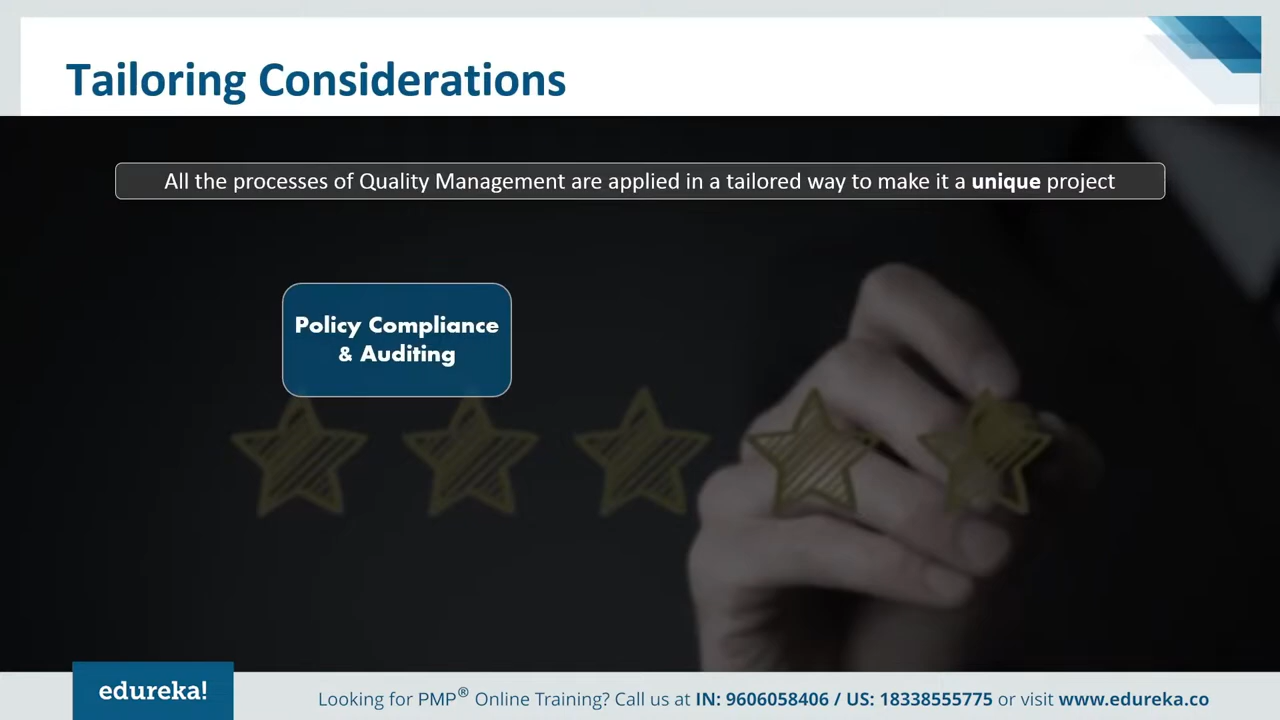 Tailoring Considerations
All the processes of Quality Management are applied in a tailored way to make it a unique project
Policy Compliance
& Auditing
edureka!
Looking for PMP® Online Training? Call us at IN: 9606058406 / US: 18338555775 or visit www.edureka.co